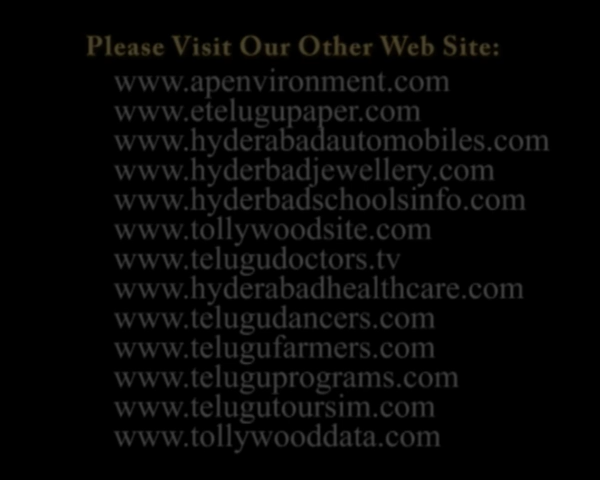 Please Visit Our Other Web Site:
www.apenvironment.com
www.etelugupaper.com
www.hyderabadautomobiles.com
www.hyderbadjewellery.com
www.hyderbadschoolsinfo.com
www.tollywoodsite.com
www.telugudoctors.tv
www.hyderabadhealthcare.com
www.telugudancers.com
www.telugufarmers.com
www.teluguprograms.com
www.telugutoursim.com
www.tollywooddata.com